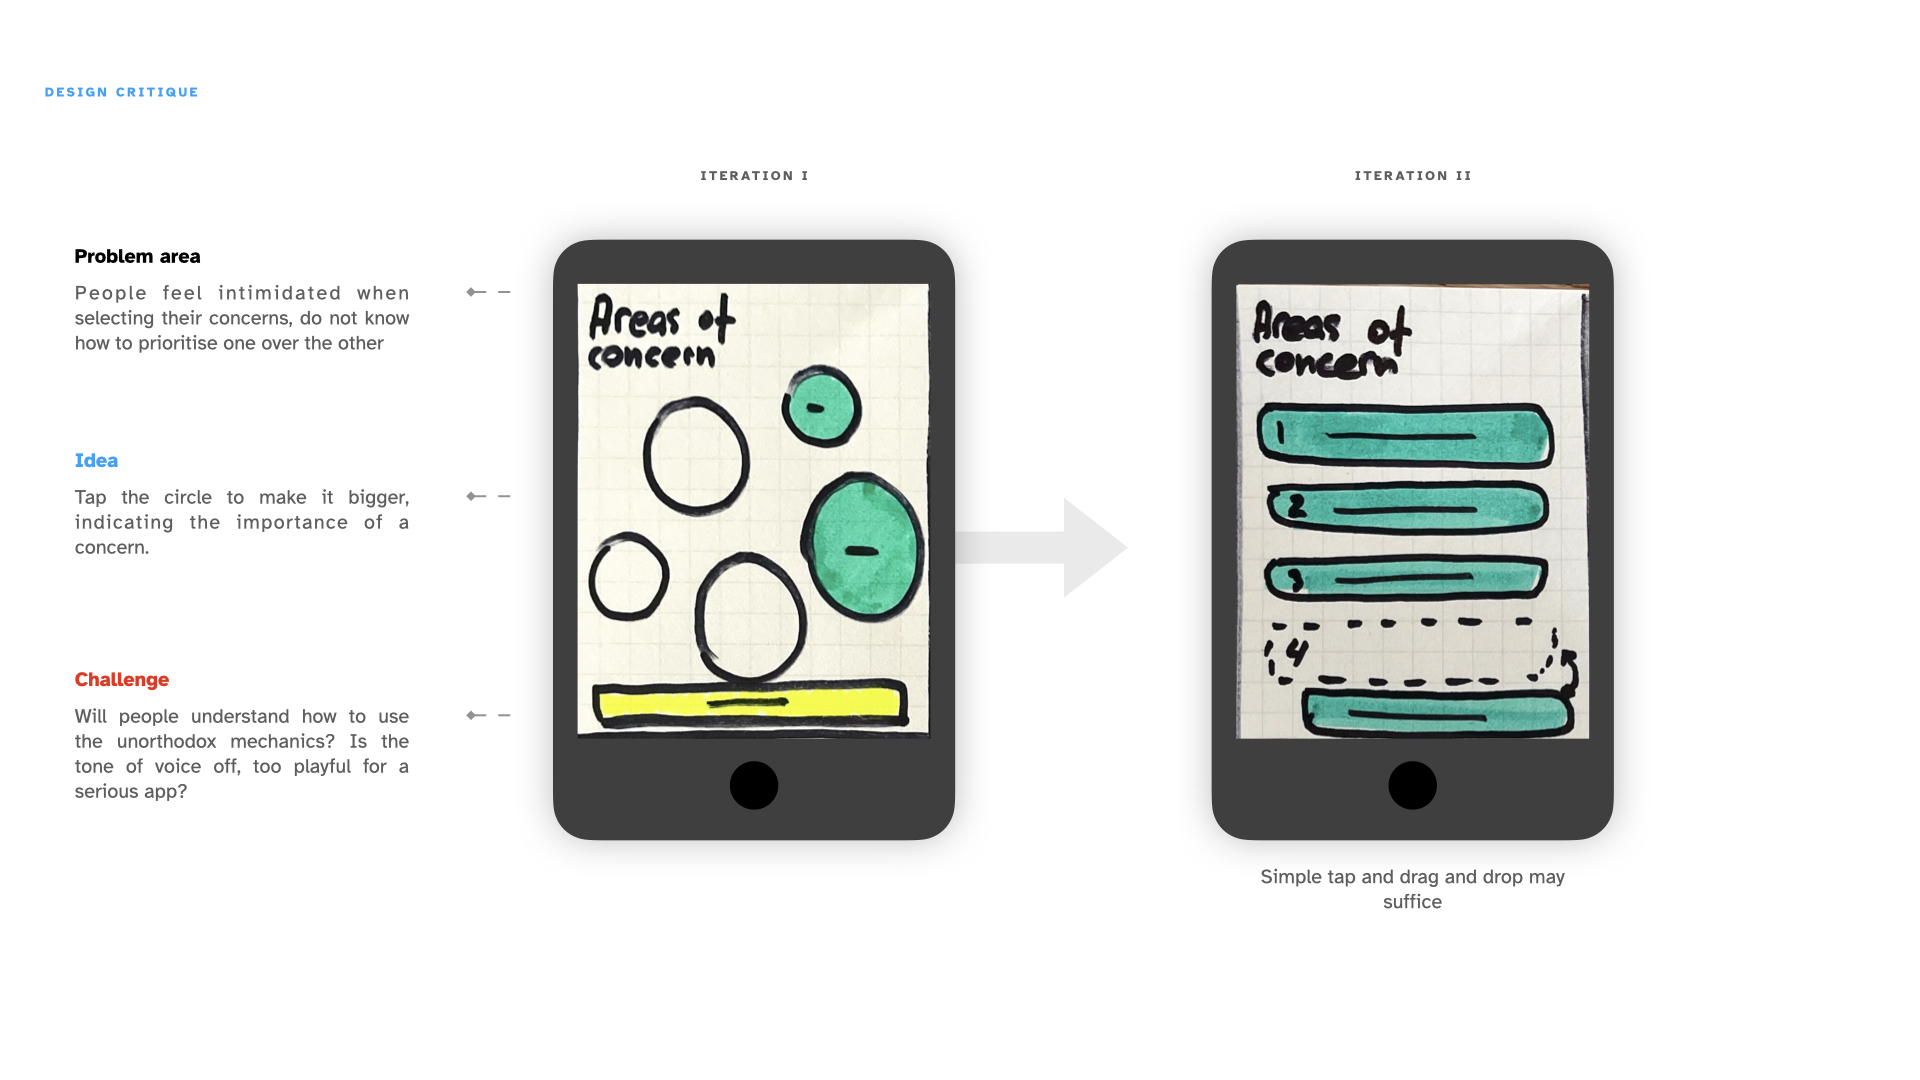 DESIGN CRITIQUE
ITERATION I
ITERATION II
Problem area
People feel intimidated when
selecting their concerns, do not know
how to prioritise one over the other
Idea
Tap the circle to make it bigger,
indicating the importance of a
concern.
Challenge
Will people understand how to use
the unorthodox mechanics? Is the
tone of voice off, too playful for a
serious app?
Areas of
concern
Areas of
concern
1
2
3
4
Simple tap and drag and drop may
suffice